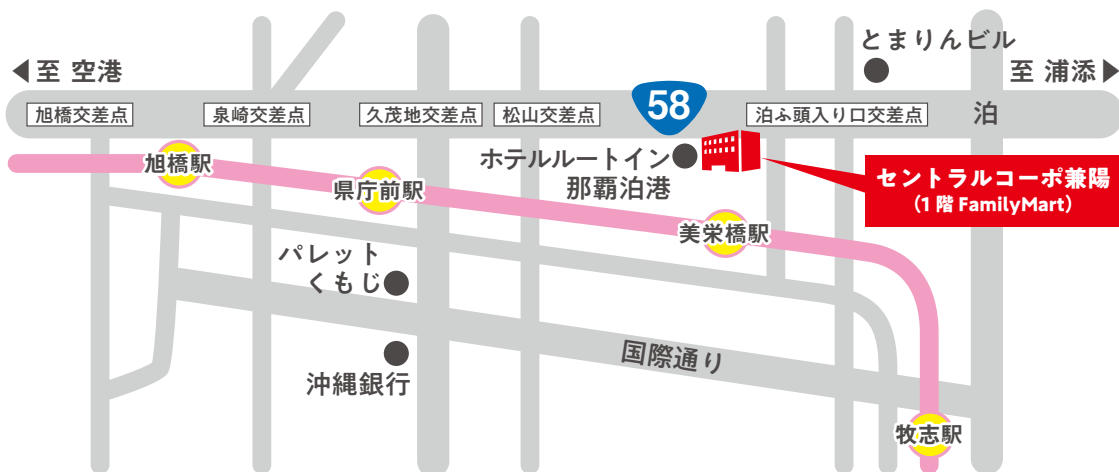 とまりんビル
◀至 空港
至 浦添▶
58
旭橋交差点
泉崎交差点
久茂地交差点
松山交差点
泊ふ頭入り口交差点
泊
ホテルルートイン
那覇泊港
セントラルコーポ兼陽
(1階 FamilyMart)
旭橋駅
県庁前駅
美栄橋駅
パレット
くもじ
国際通り
沖縄銀行
牧志駅